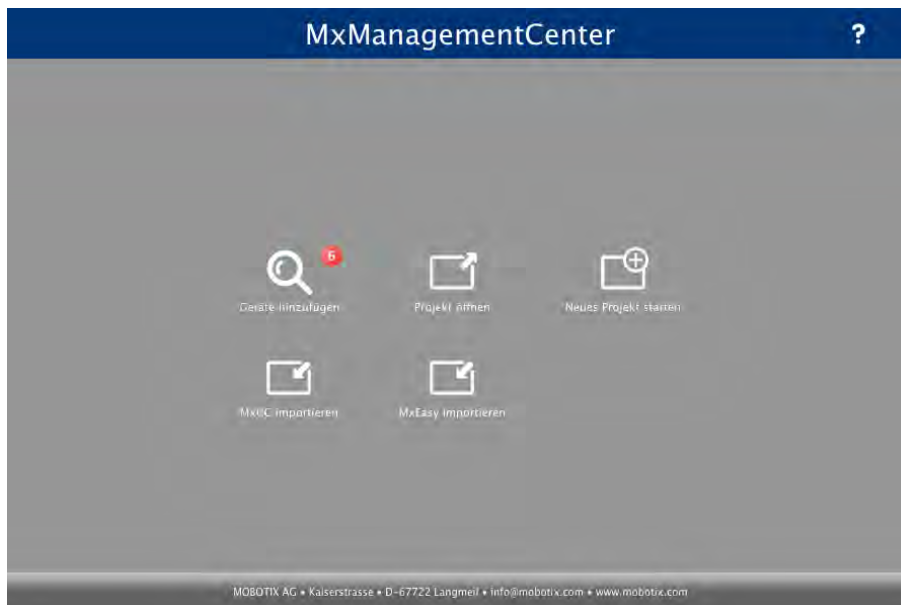 MxManagementCenter ?
6
Geräte hinzufügen Projekt öffnen Neues Projekt starten
MxCC importieren MxEasy importieren
MOBOTIX AG • Kaiserstrasse • D-67722 Langmeil • info@mobotix.com • www.mobotix.com